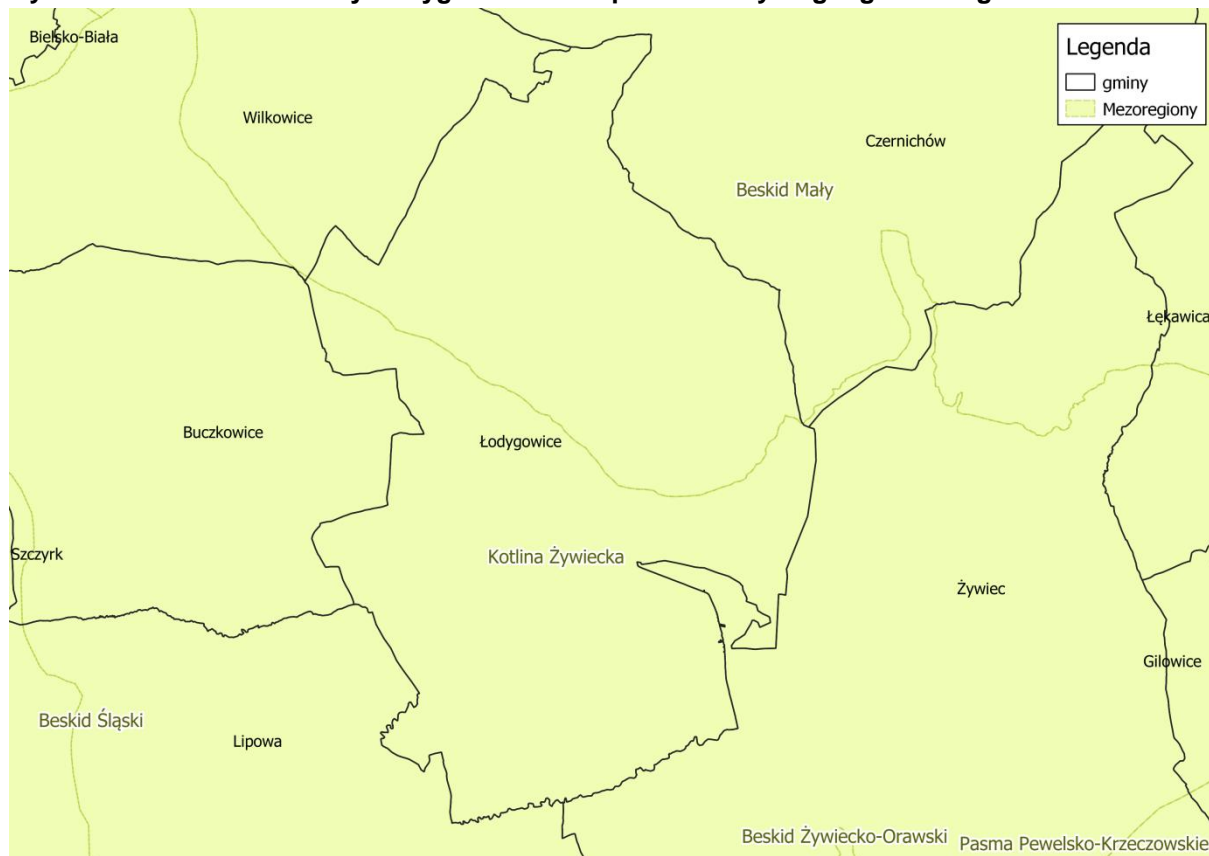 Bielsko-Biała
Legenda
gminy
Mezoregiony
Wilkowice
Czernichów
Beskid Mały
Łękawica
Buczkowice
Łodygowice
Szczyrk
Kotlina Żywiecka
Żywiec
Gilowice
Beskid Śląski
Lipowa
Beskid Żywiecko-Orawski
Pasma Pewelsko-Krzeczowskie